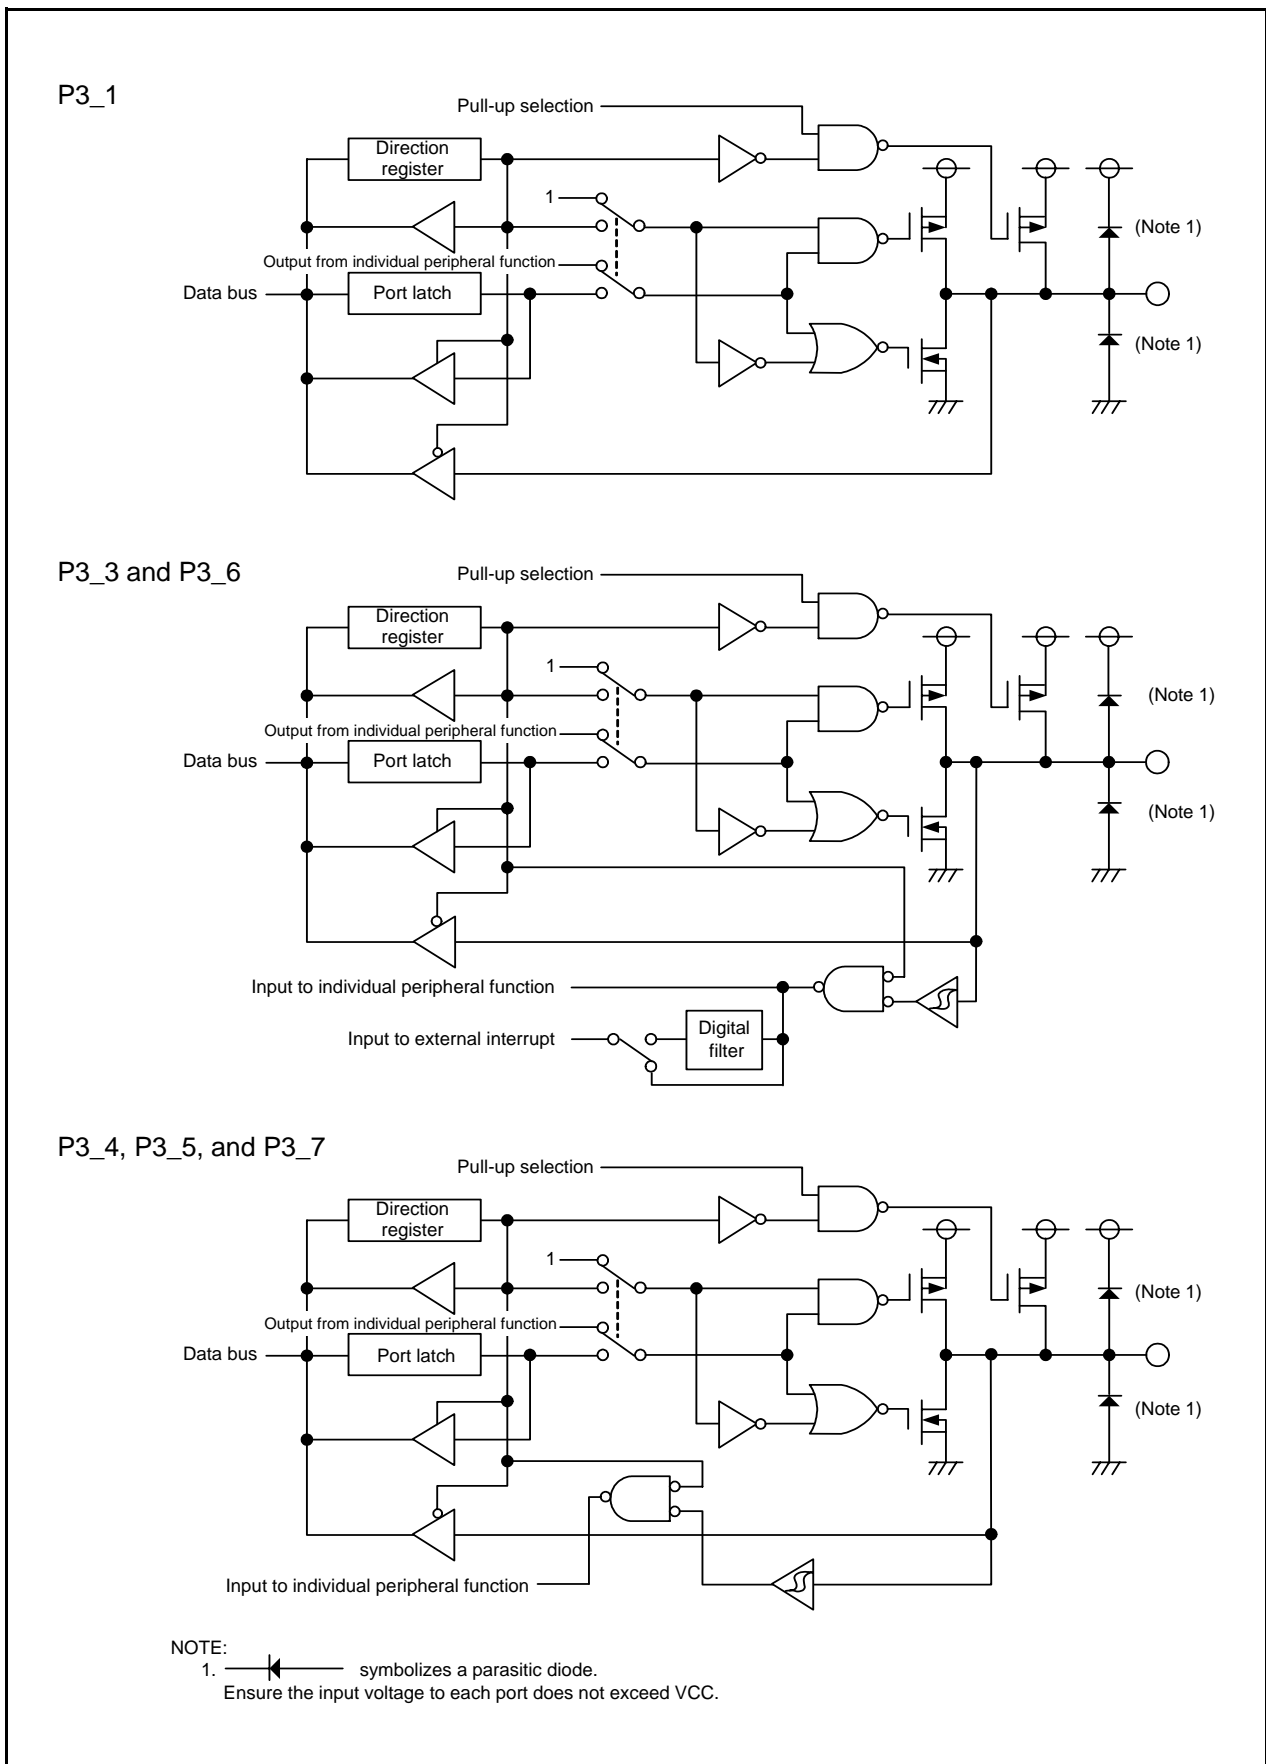 P3_1
Pull-up selection
Direction
register
1
(Note 1)
Output from individual peripheral function
Data bus
Port latch
(Note 1)
P3_3 and P3_6
Pull-up selection
Direction
register
1
(Note 1)
Output from individual peripheral function
Data bus
Port latch
(Note 1)
Input to individual peripheral function
Input to external interrupt
Digital
filter
P3_4, P3_5, and P3_7
Pull-up selection
Direction
register
1
(Note 1)
Output from individual peripheral function
Data bus
Port latch
(Note 1)
Input to individual peripheral function
NOTE:
1. symbolizes a parasitic diode.
Ensure the input voltage to each port does not exceed VCC.